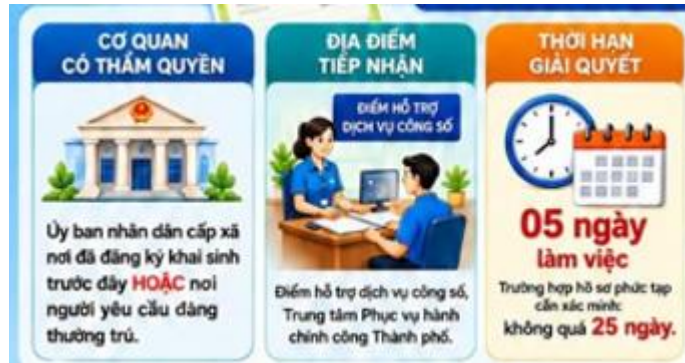 CƠ QUAN
CÓ THẨM QUYỀN
Ủy ban nhân dân cấp xã
nơi đã đăng ký khai sinh
trước đây HOẶC nơi
người yêu cầu đang
thường trú.
ĐỊA ĐIỂM
TIẾP NHẬN
ĐIỂM HỖ TRỢ
DỊCH VỤ CÔNG SỐ
Điểm hỗ trợ dịch vụ công số,
Trung tâm Phục vụ hành
chính công Thành phố.
THỜI HẠN
GIẢI QUYẾT
05 ngày
làm việc
Trường hợp hồ sơ phức tạp
cần xác minh:
không quá 25 ngày.